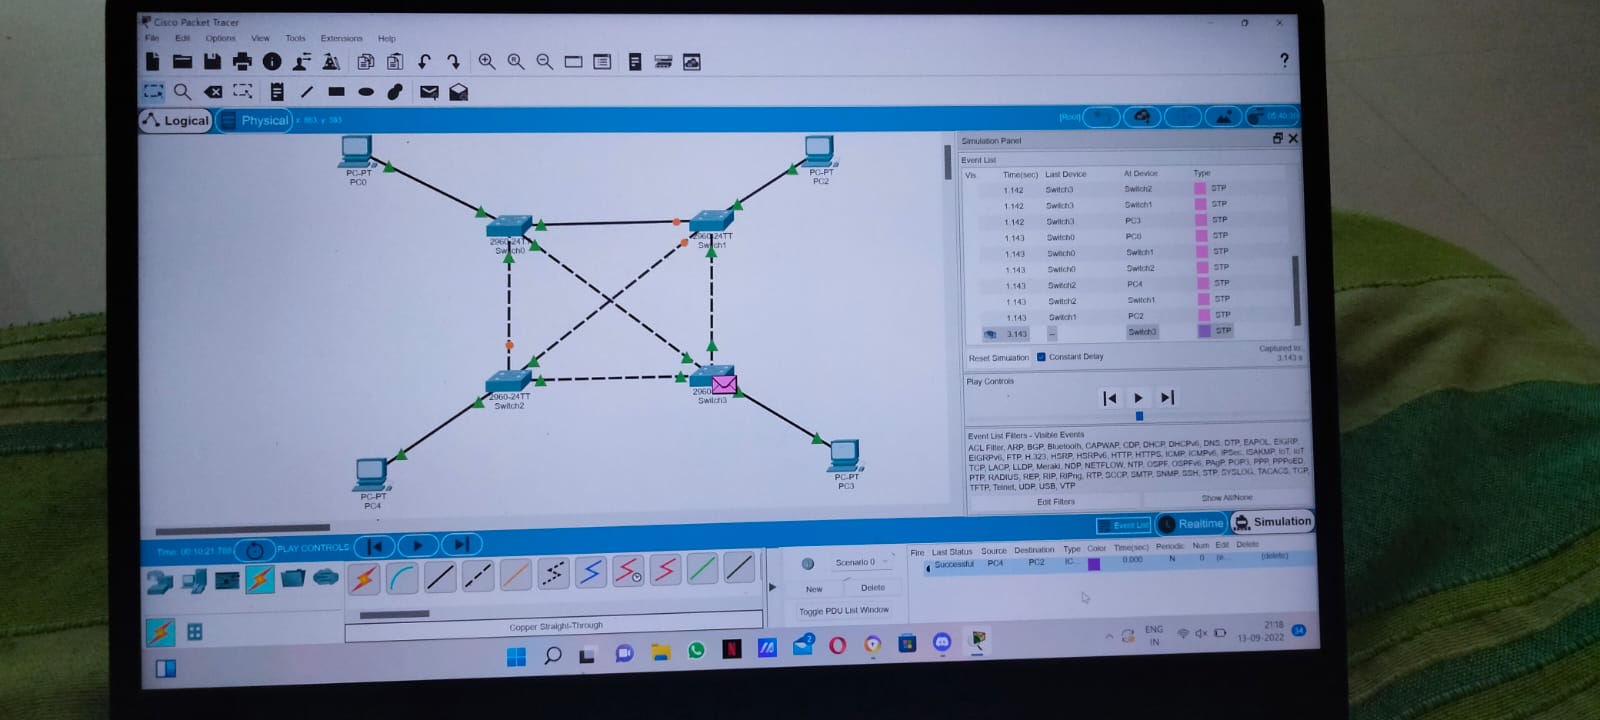 Cisco Packet Tracer
File Edit Options View Tools Extensions Help
?
Logical Physical x: 863, y: 383 [Root] 05:40:30
PC-PT
PC0
PC-PT
PC2
2960-24TT
Switch0
2960-24TT
Switch1
2960-24TT
Switch2
2960
Switch3
PC-PT
PC4
PC-PT
PC3
Simulation Panel
Event List
Vis. Time(sec) Last Device At Device Type
1.142 Switch3 Switch2 STP
1.142 Switch3 Switch1 STP
1.142 Switch3 PC3 STP
1.143 Switch0 PC0 STP
1.143 Switch0 Switch1 STP
1.143 Switch0 Switch2 STP
1.143 Switch2 PC4 STP
1.143 Switch2 Switch1 STP
1.143 Switch1 PC2 STP
3.143 -- Switch3 STP
Reset Simulation Constant Delay Captured to:
3.143 s
Play Controls
Event List Filters - Visible Events
ACL Filter, ARP, BGP, Bluetooth, CAPWAP, CDP, DHCP, DHCPv6, DNS, DTP, EAPOL, EIGRP,
EIGRPv6, FTP, H.323, HSRP, HSRPv6, HTTP, HTTPS, ICMP, ICMPv6, IPSec, ISAKMP, IoT, IoT
TCP, LACP, LLDP, Meraki, NDP, NETFLOW, NTP, OSPF, OSPFv6, PAgP, POP3, PPP, PPPoED,
PTP, RADIUS, REP, RIP, RIPng, RTP, SCCP, SMTP, SNMP, SSH, STP, SYSLOG, TACACS, TCP,
TFTP, Telnet, UDP, USB, VTP
Edit Filters Show All/None
Event List Realtime Simulation
Time: 00:10:21.788 PLAY CONTROLS
Scenario 0
New Delete
Toggle PDU List Window
Fire Last Status Source Destination Type Color Time(sec) Periodic Num Edit Delete
Successful PC4 PC2 IC... 0.000 N 0 (e... (delete)
Copper Straight-Through
2
ENG
IN
21:18
13-09-2022
34